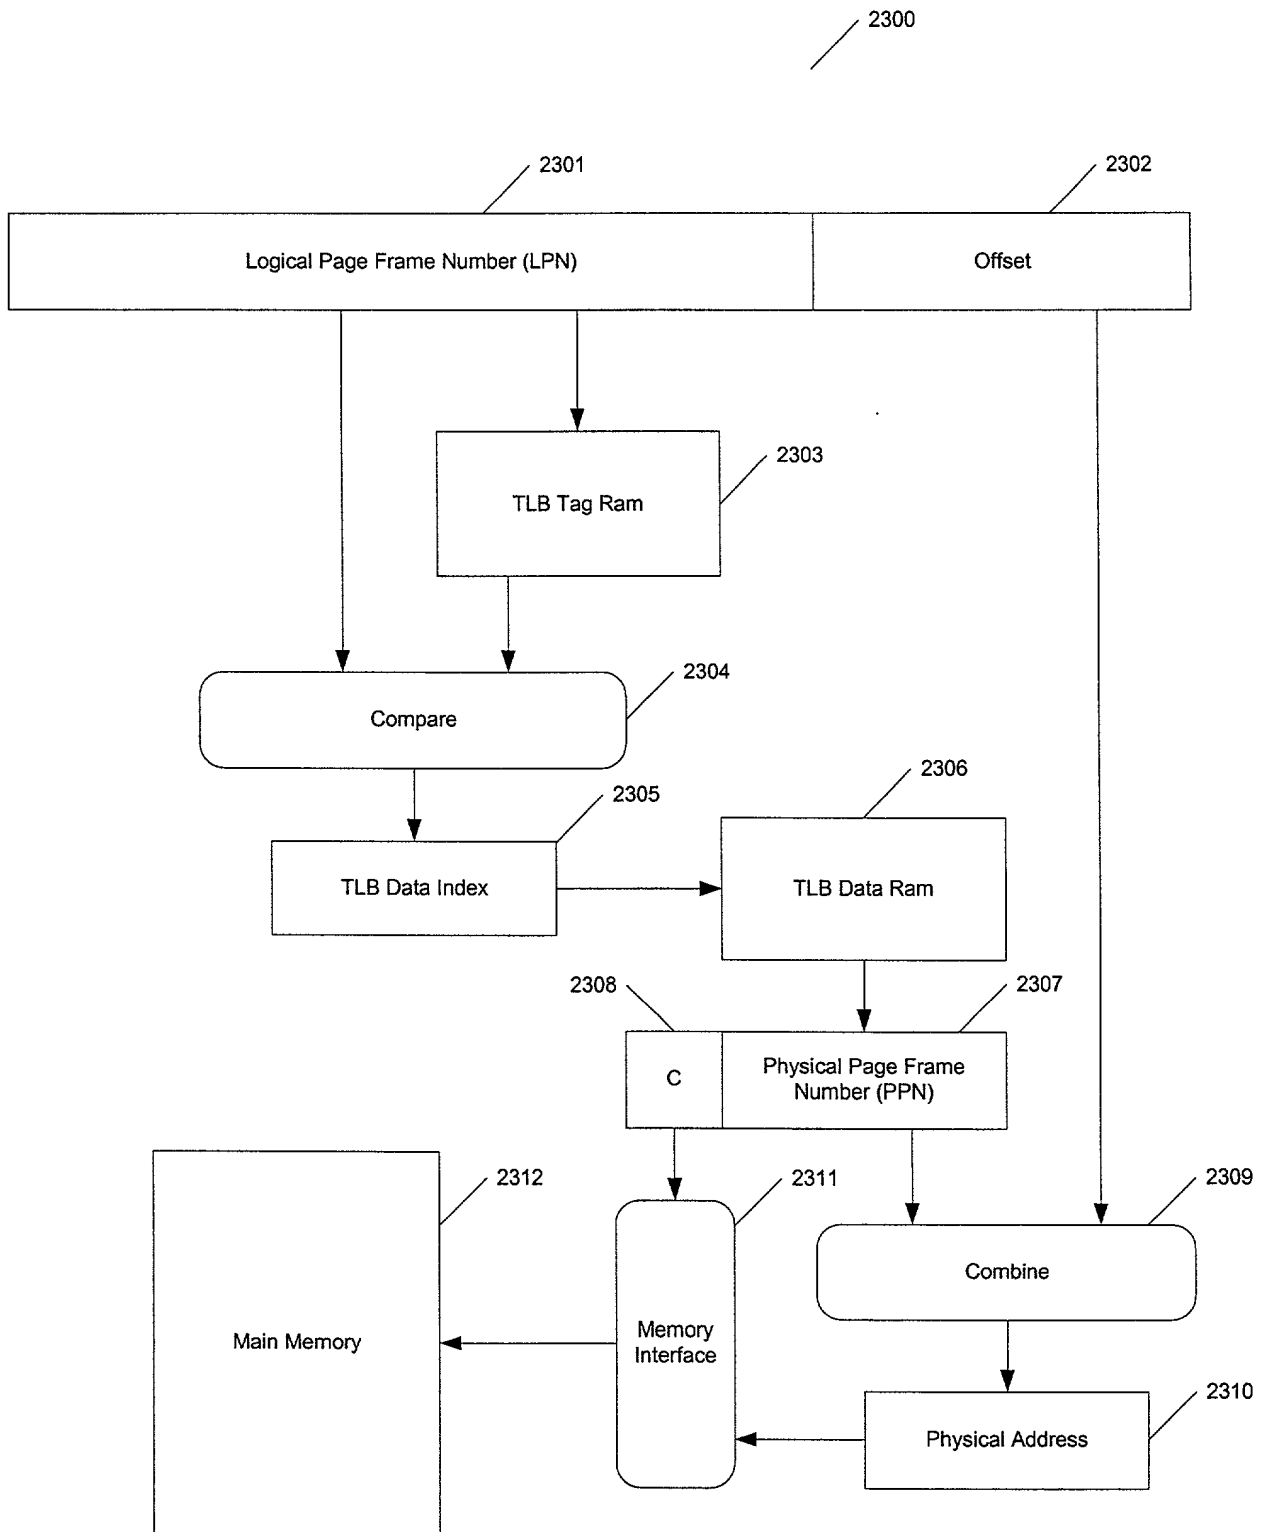 2300
2301
2302
Logical Page Frame Number (LPN)
Offset
2303
TLB Tag Ram
2304
Compare
2305
2306
TLB Data Index
TLB Data Ram
2308
2307
C
Physical Page Frame
Number (PPN)
2312
2311
2309
Combine
Main Memory
Memory
Interface
2310
Physical Address